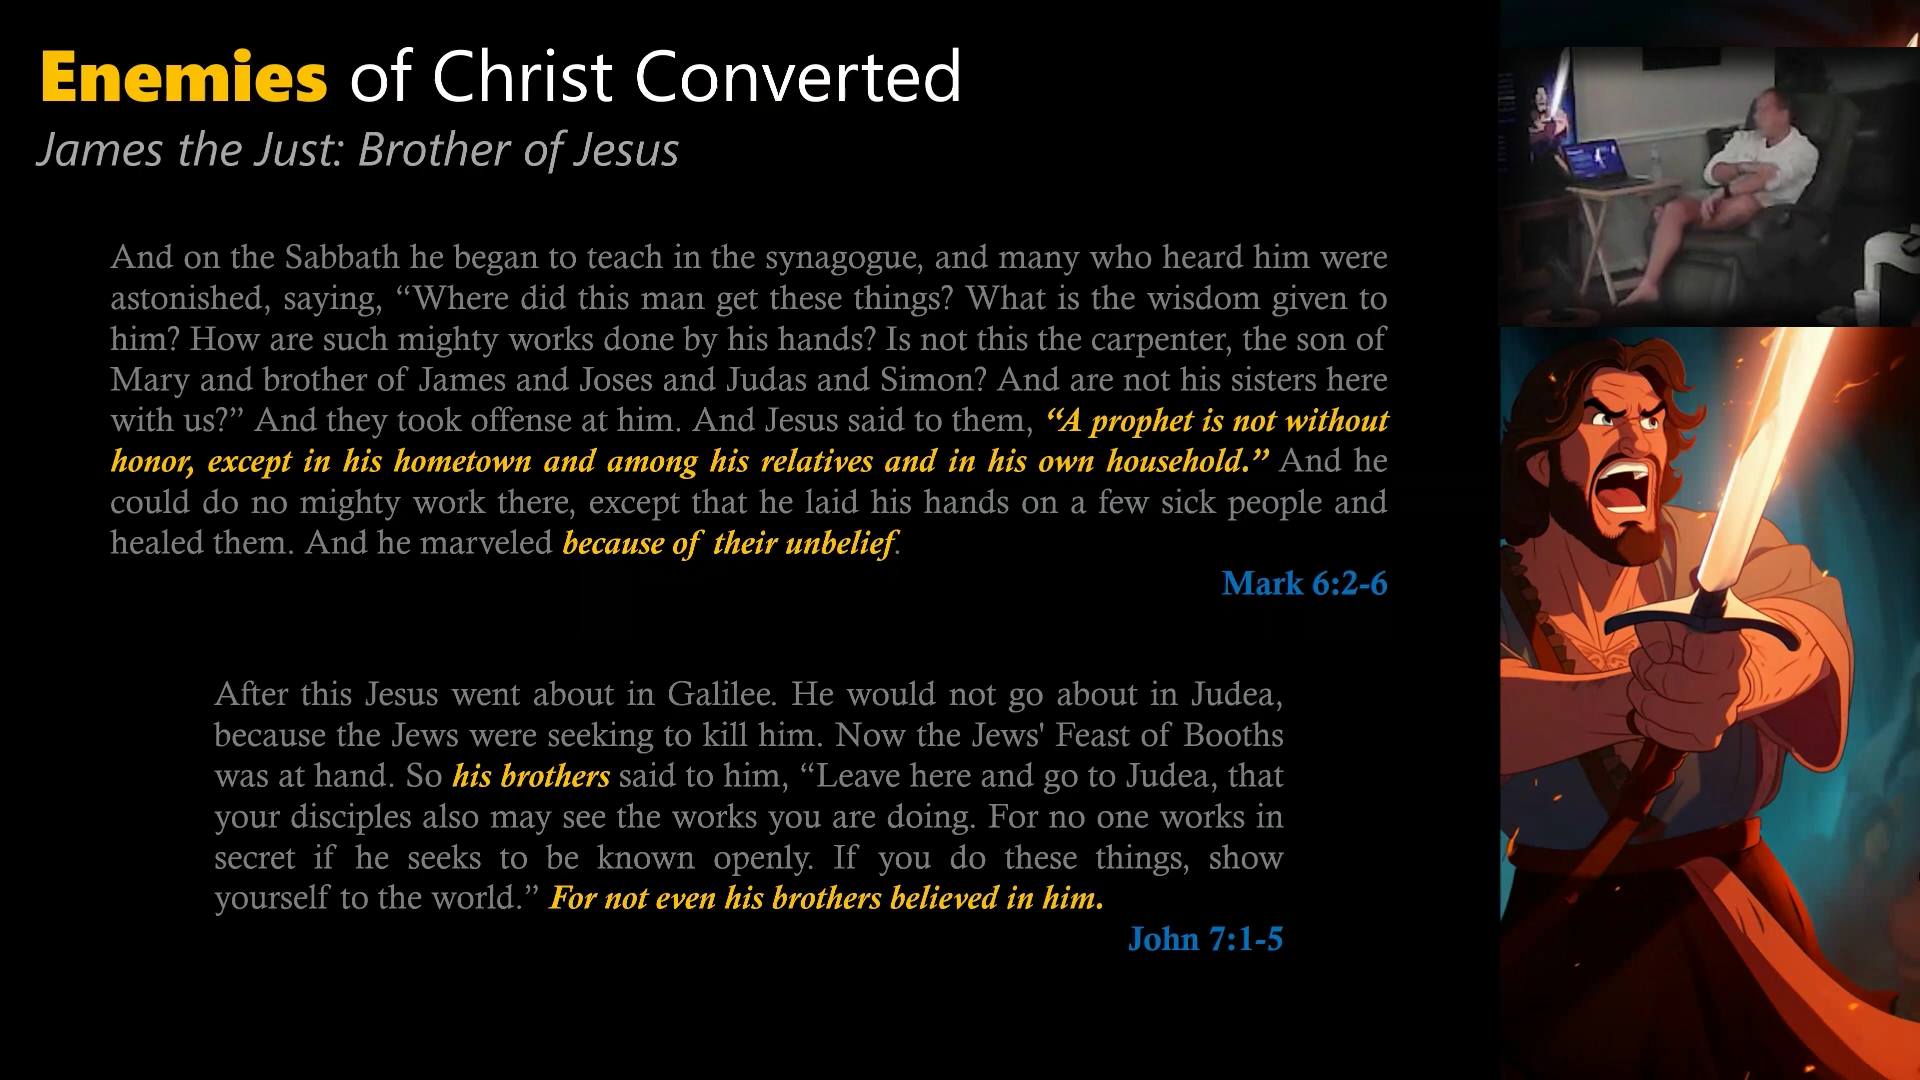 Enemies of Christ Converted
James the Just: Brother of Jesus
And on the Sabbath he began to teach in the synagogue, and many who heard him were
astonished, saying, “Where did this man get these things? What is the wisdom given to
him? How are such mighty works done by his hands? Is not this the carpenter, the son of
Mary and brother of James and Joses and Judas and Simon? And are not his sisters here
with us?” And they took offense at him. And Jesus said to them, “A prophet is not without
honor, except in his hometown and among his relatives and in his own household.” And he
could do no mighty work there, except that he laid his hands on a few sick people and
healed them. And he marveled because of their unbelief.
Mark 6:2-6
After this Jesus went about in Galilee. He would not go about in Judea,
because the Jews were seeking to kill him. Now the Jews' Feast of Booths
was at hand. So his brothers said to him, “Leave here and go to Judea, that
your disciples also may see the works you are doing. For no one works in
secret if he seeks to be known openly. If you do these things, show
yourself to the world.” For not even his brothers believed in him.
John 7:1-5